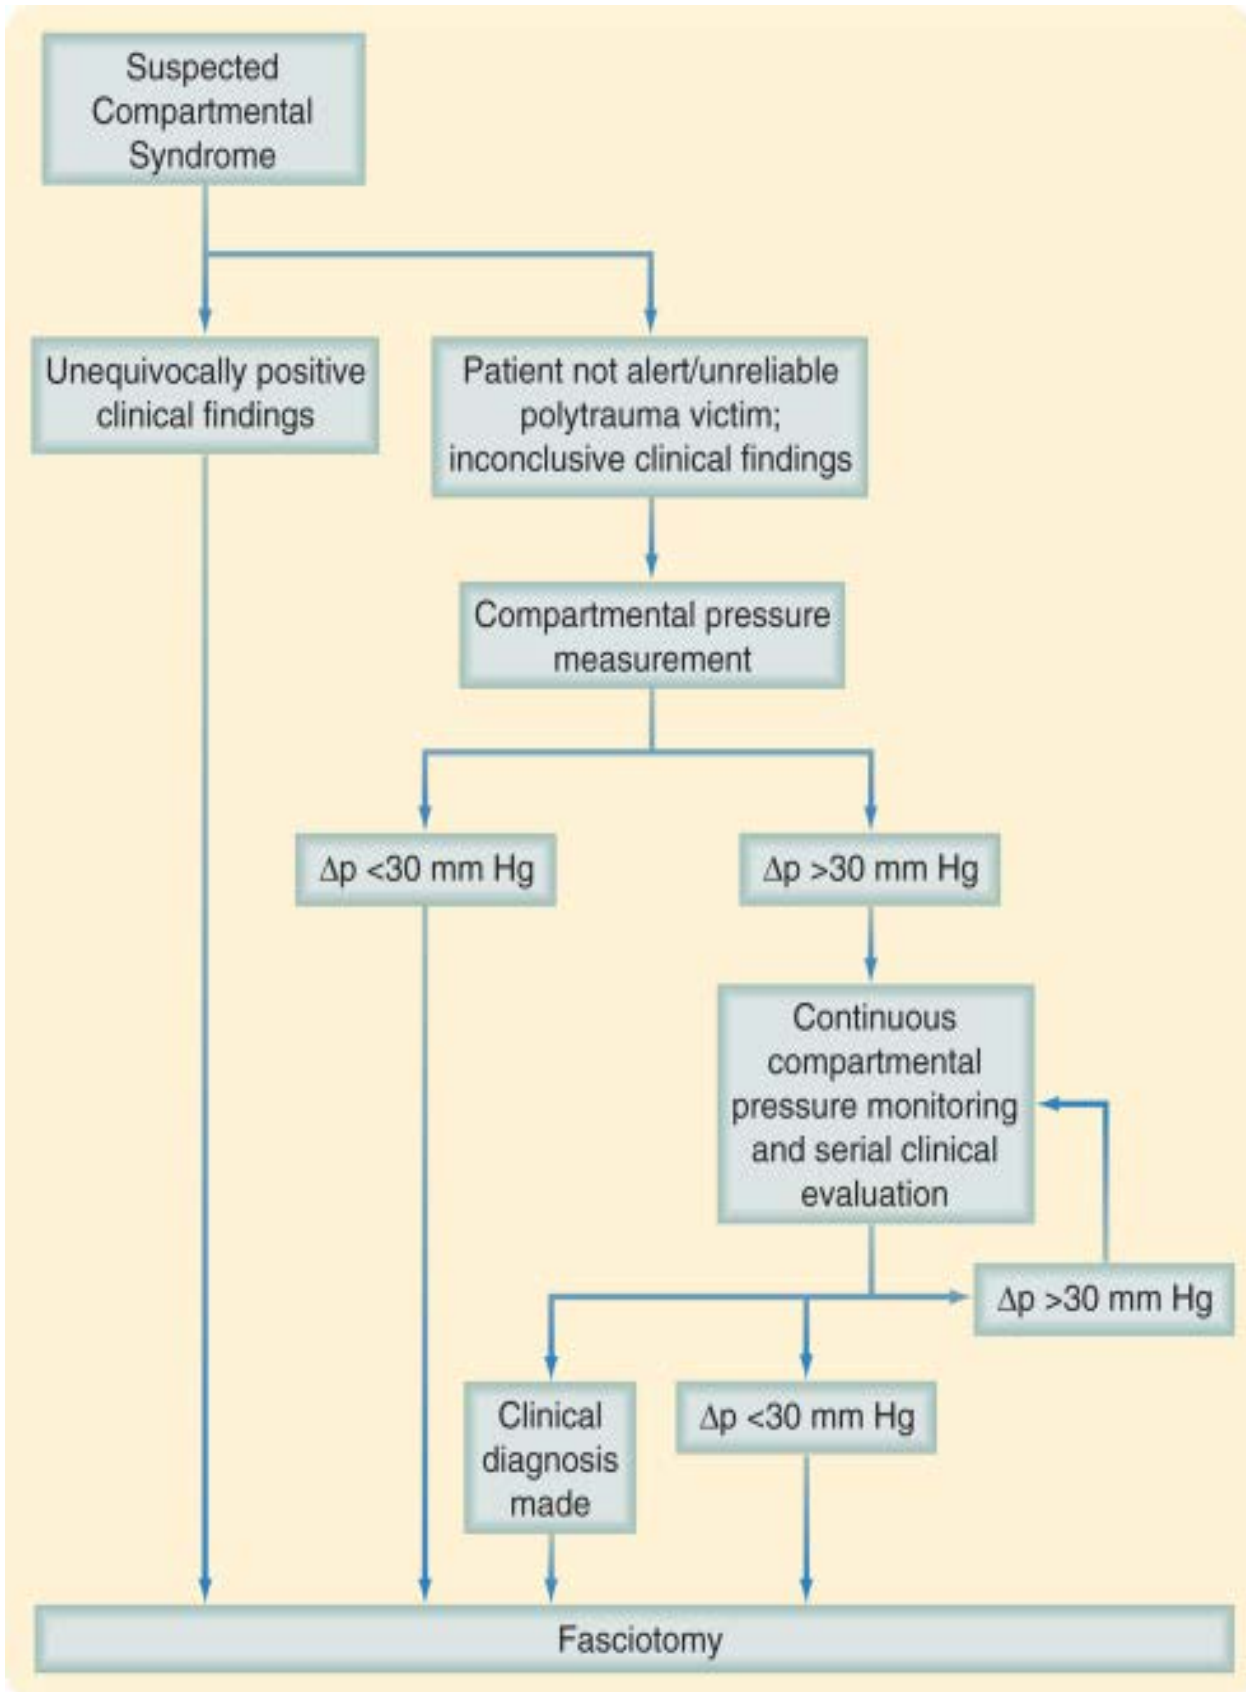 Suspected
Compartmental
Syndrome
Unequivocally positive
clinical findings
Patient not alert/unreliable
polytrauma victim;
inconclusive clinical findings
Compartmental pressure
measurement
Δp <30 mm Hg
Δp >30 mm Hg
Continuous
compartmental
pressure monitoring
and serial clinical
evaluation
Δp >30 mm Hg
Clinical
diagnosis
made
Δp <30 mm Hg
Fasciotomy